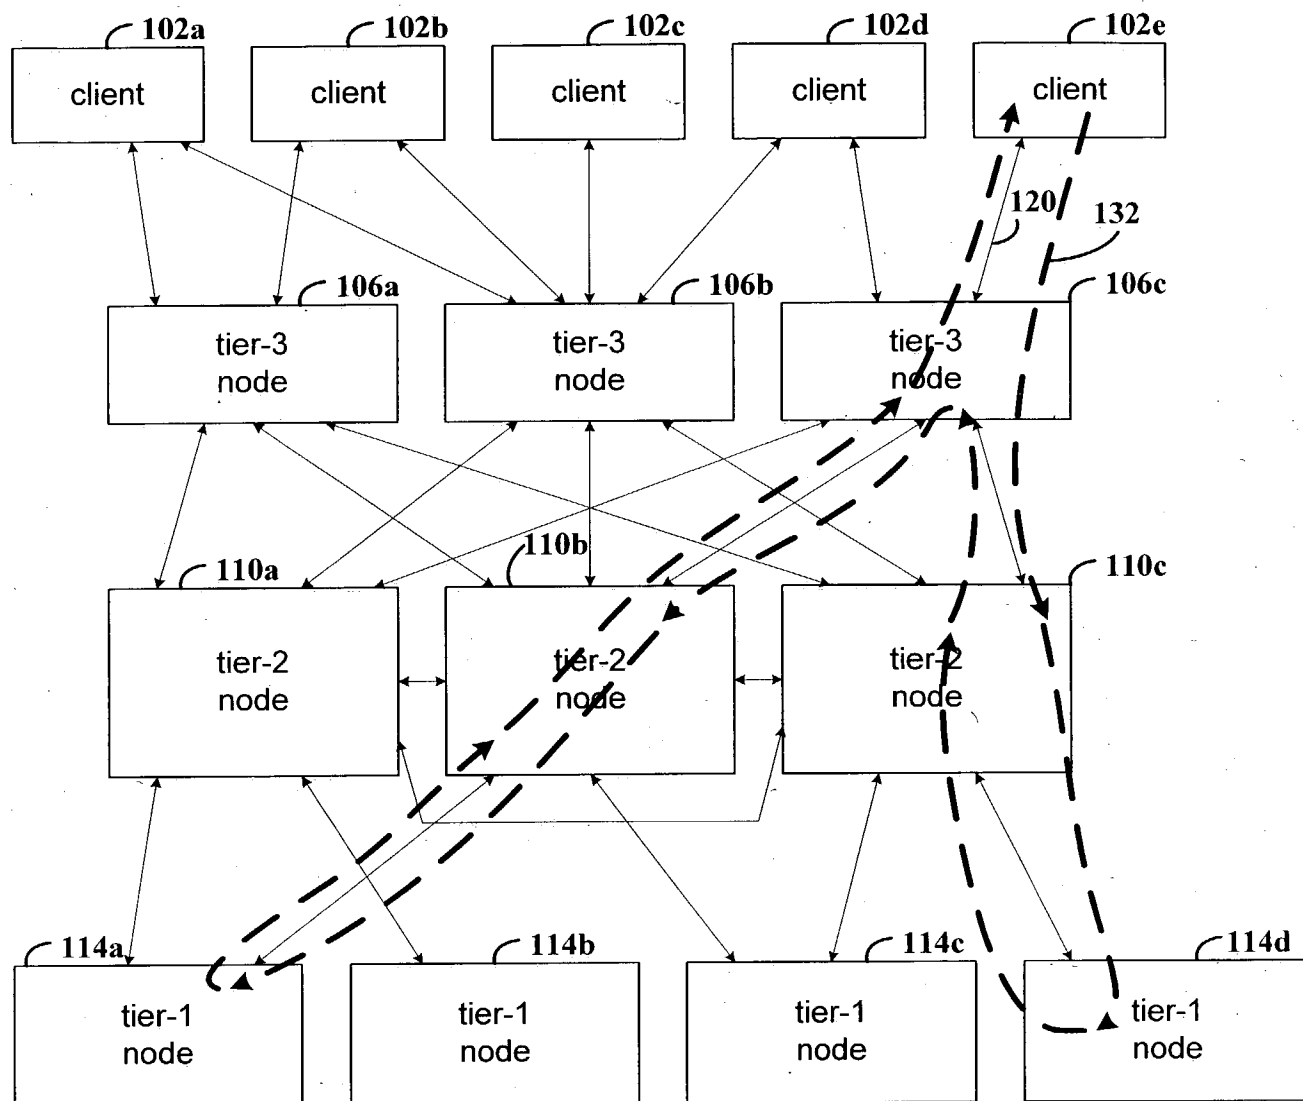 102a
102b
102c
102d
102e
client
client
client
client
client
120
132
106a
106b
106c
tier-3
node
tier-3
node
tier-3
node
110a
110b
110c
tier-2
node
tier-2
node
tier-2
node
114a
114b
114c
114d
tier-1
node
tier-1
node
tier-1
node
tier-1
node